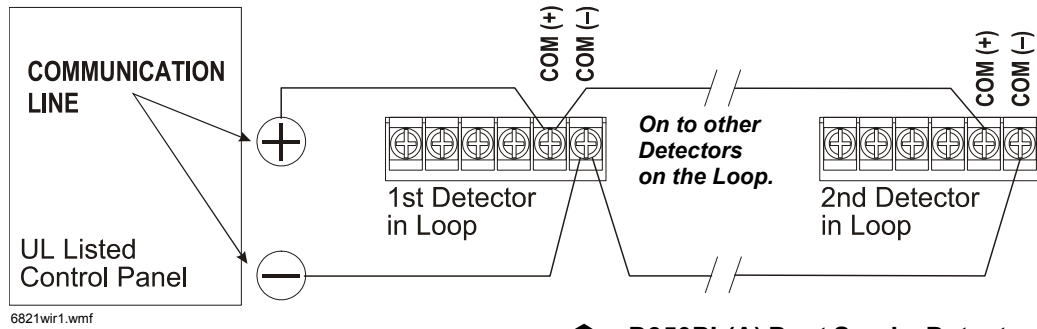 COM (+)
COM (–)
COM (+)
COM (–)
COMMUNICATION
LINE
+
On to other
Detectors
on the Loop.
1st Detector
in Loop
2nd Detector
in Loop
UL Listed
Control Panel
–
6821wir1.wmf